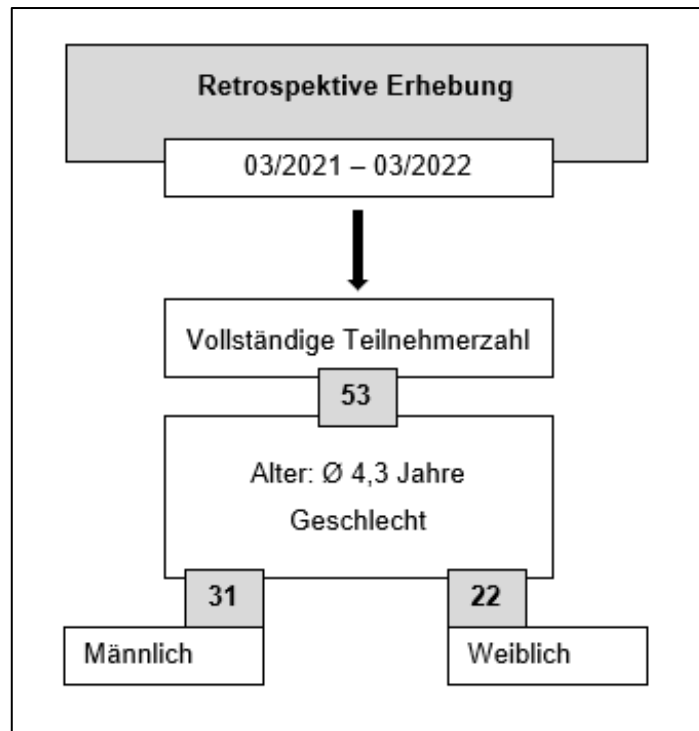 Retrospektive Erhebung
03/2021 – 03/2022
Vollständige Teilnehmerzahl
53
Alter: Ø 4,3 Jahre
Geschlecht
31
22
Männlich
Weiblich